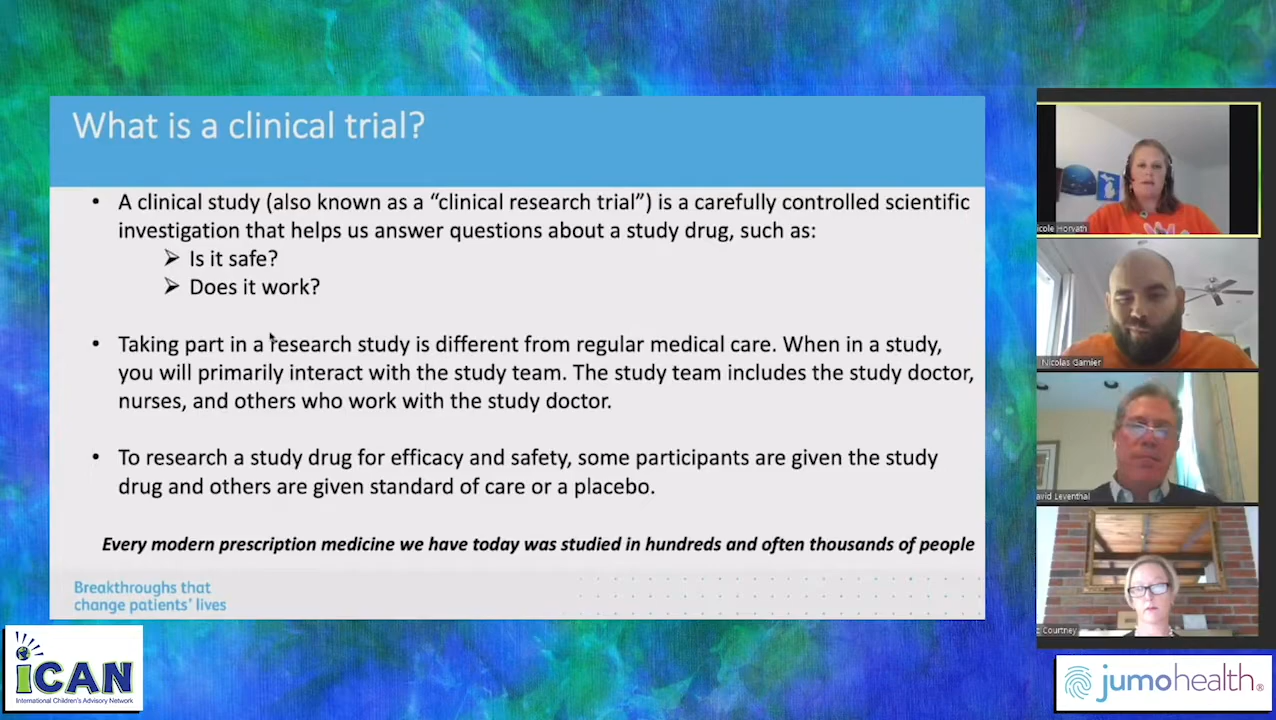 What is a clinical trial?
• A clinical study (also known as a “clinical research trial”) is a carefully controlled scientific
investigation that helps us answer questions about a study drug, such as:
➢ Is it safe?
➢ Does it work?
• Taking part in a research study is different from regular medical care. When in a study,
you will primarily interact with the study team. The study team includes the study doctor,
nurses, and others who work with the study doctor.
• To research a study drug for efficacy and safety, some participants are given the study
drug and others are given standard of care or a placebo.
Every modern prescription medicine we have today was studied in hundreds and often thousands of people
Breakthroughs that
change patients’ lives
icole Horvath
Nicolas Garnier
avid Leventhal
Courtney
iCAN
International Children's Advisory Network
jumohealth®